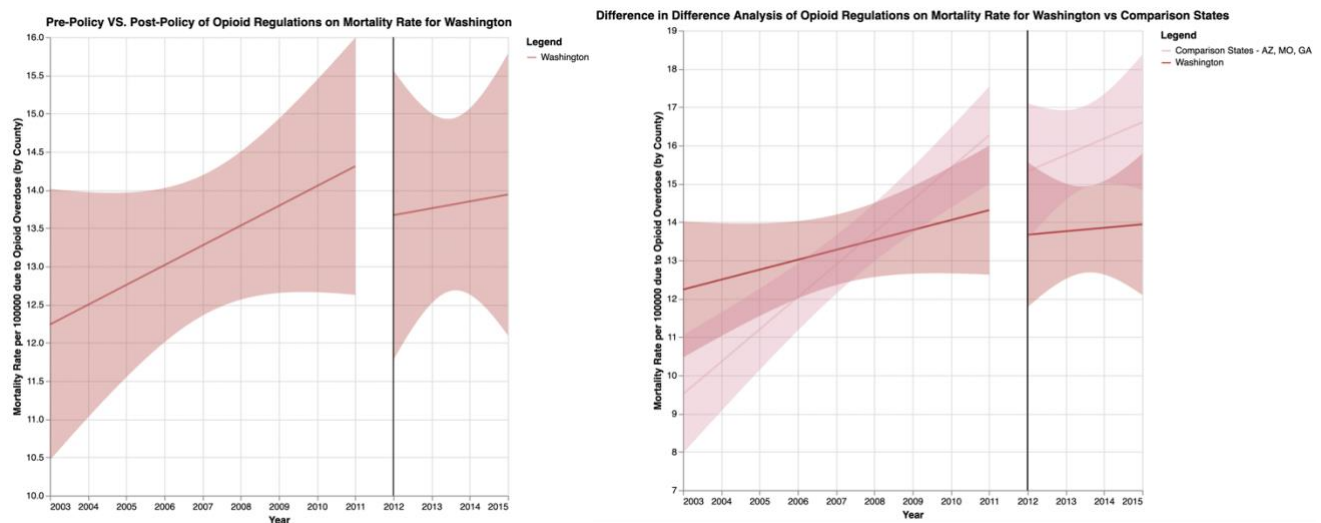 Pre-Policy VS. Post-Policy of Opioid Regulations on Mortality Rate for Washington
Mortality Rate per 100000 due to Opioid Overdose (by County)
16.0
15.5
15.0
14.5
14.0
13.5
13.0
12.5
12.0
11.5
11.0
10.5
10.0
2003 2004 2005 2006 2007 2008 2009 2010 2011 2012 2013 2014 2015
Year
Legend
Washington
Difference in Difference Analysis of Opioid Regulations on Mortality Rate for Washington vs Comparison States
Mortality Rate per 100000 due to Opioid Overdose (by County)
19
18
17
16
15
14
13
12
11
10
9
8
7
2003 2004 2005 2006 2007 2008 2009 2010 2011 2012 2013 2014 2015
Year
Legend
Comparison States - AZ, MO, GA
Washington